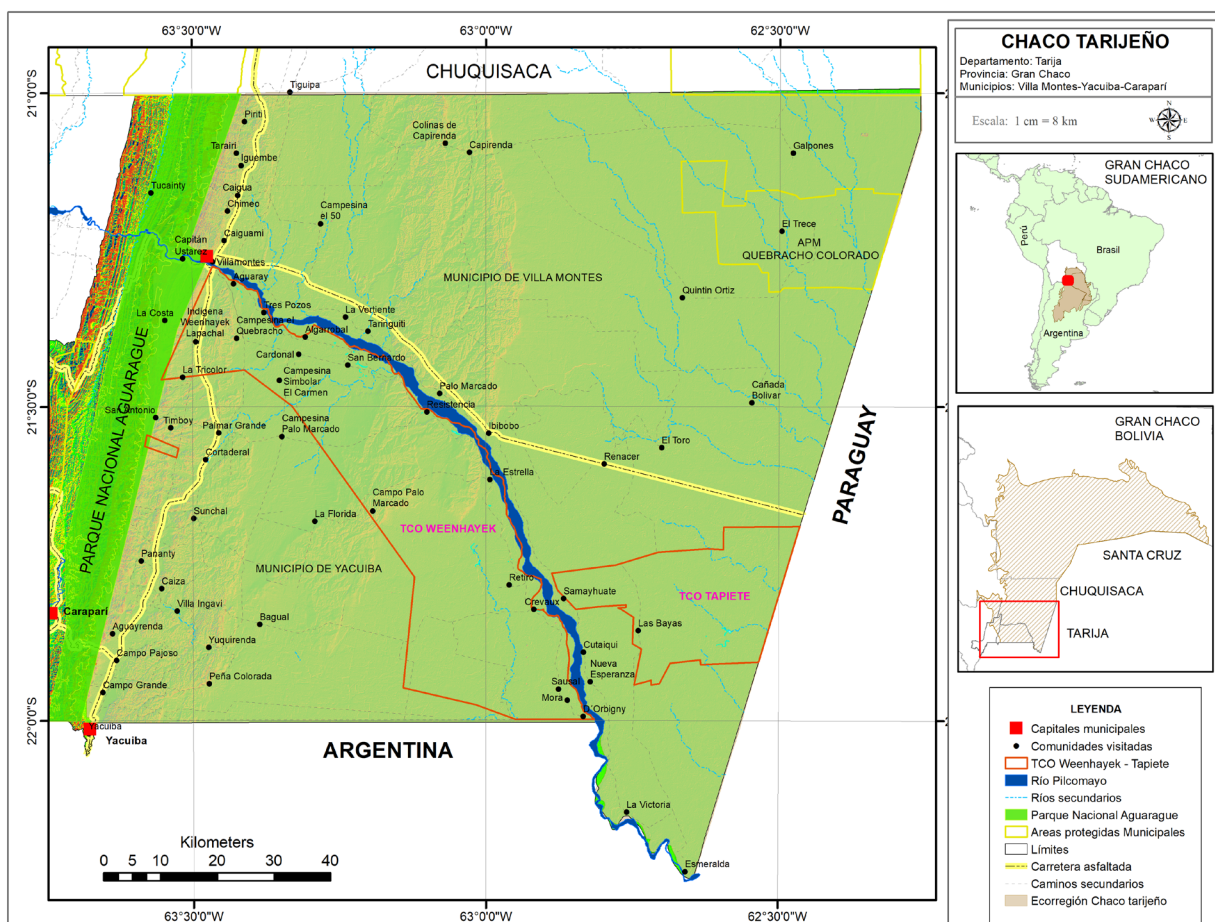 63°30'0"W
63°0'0"W
62°30'0"W
CHUQUISACA
21°0'0"S
Tiguipa
Piriti
Tarairí
Iguembe
Colinas de
Capirenda
Capirenda
Galpones
Tucainty
Caigua
Chimeo
Campesina
el 50
El Trece
APM
QUEBRACHO COLORADO
Caiguami
Capitán
Ustarez
Villamontes
MUNICIPIO DE VILLA MONTES
Aguaray
Quintin Ortiz
La Costa
Indígena
Weenhayek
Lapachal
Tres Pozos
Campesina el
Quebracho
La Vertiente
Taringuiti
Algarrobal
Cardonal
San Bernardo
La Tricolor
Campesina
Simbolar
El Carmen
Palo Marcado
Cañada
Bolivar
21°30'0"S
San Antonio
Timboy
Resistencia
Palmar Grande
Campesina
Palo Marcado
Ibibobo
El Toro
Cortaderal
Renacer
La Estrella
PARQUE NACIONAL AGUARAGUE
PARAGUAY
Campo Palo
Marcado
Sunchal
La Florida
TCO WEENHAYEK
Pananty
MUNICIPIO DE YACUIBA
Caiza
Retiro
Samayhuate
TCO TAPIETE
Crevaux
Caraparí
Villa Ingavi
Bagual
Las Bayas
Aguayrenda
Yuquirenda
Cutaiqui
Campo Pajoso
Nueva
Esperanza
Peña Colorada
Sausal
Campo Grande
Mora
D'Orbigny
22°0'0"S
Yacuiba
Yacuiba
ARGENTINA
La Victoria
Kilometers
0 5 10 20 30 40
Esmeralda
63°30'0"W
63°0'0"W
62°30'0"W
CHACO TARIJEÑO
Departamento: Tarija
Provincia: Gran Chaco
Municipios: Villa Montes-Yacuiba-Caraparí
Escala: 1 cm = 8 km
N
W
E
S
GRAN CHACO
SUDAMERICANO
Perú
Brasil
Argentina
GRAN CHACO
BOLIVIA
SANTA CRUZ
CHUQUISACA
TARIJA
LEYENDA
Capitales municipales
Comunidades visitadas
TCO Weenhayek - Tapiete
Río Pilcomayo
Ríos secundarios
Parque Nacional Aguarague
Areas protegidas Municipales
Límites
Carretera asfaltada
Caminos secundarios
Ecorregión Chaco tarijeño